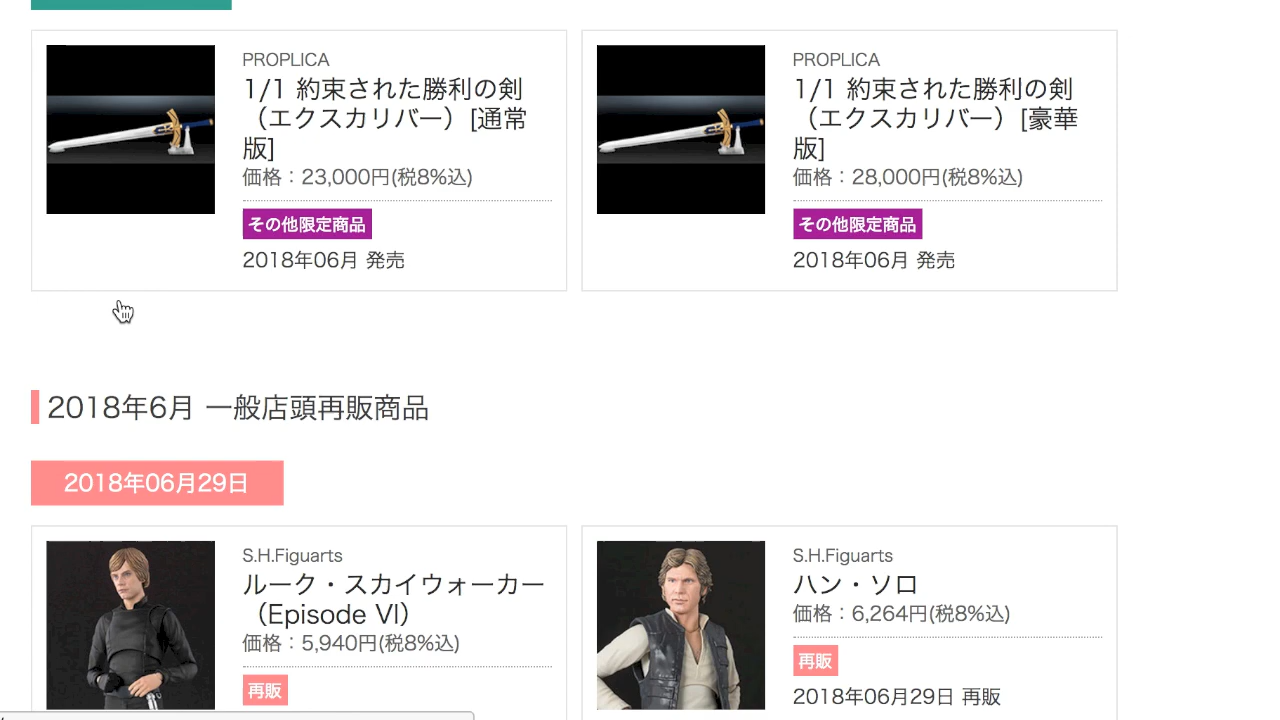 PROPLICA
1/1 約束された勝利の剣
（エクスカリバー）[通常
版]
価格：23,000円(税8%込)
その他限定商品
2018年06月 発売
PROPLICA
1/1 約束された勝利の剣
（エクスカリバー）[豪華
版]
価格：28,000円(税8%込)
その他限定商品
2018年06月 発売
2018年6月 一般店頭再販商品
2018年06月29日
S.H.Figuarts
ルーク・スカイウォーカー
（Episode Ⅵ）
価格：5,940円(税8%込)
再販
S.H.Figuarts
ハン・ソロ
価格：6,264円(税8%込)
再販
2018年06月29日 再販